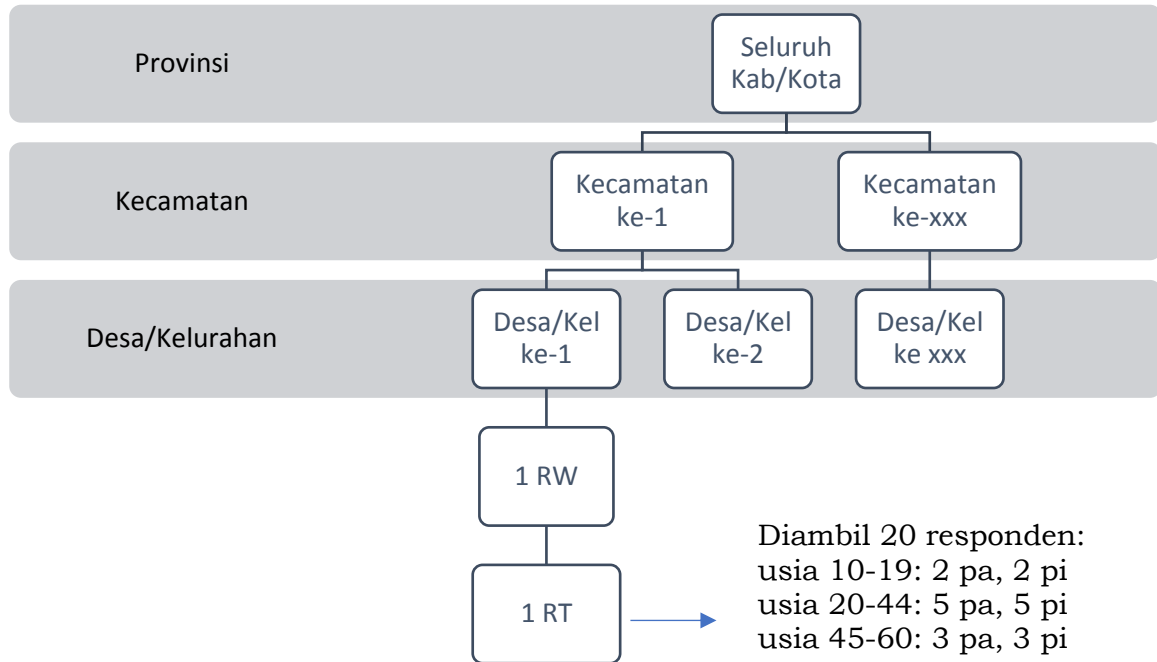 Provinsi
Seluruh
Kab/Kota
Kecamatan
Kecamatan
ke-1
Kecamatan
ke-xxx
Desa/Kelurahan
Desa/Kel
ke-1
Desa/Kel
ke-2
Desa/Kel
ke xxx
1 RW
1 RT
Diambil 20 responden:
usia 10-19: 2 pa, 2 pi
usia 20-44: 5 pa, 5 pi
usia 45-60: 3 pa, 3 pi